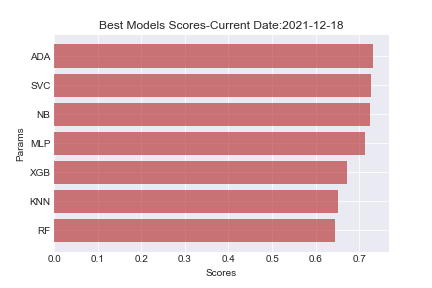 Best Models Scores-Current Date:2021-12-18
ADA
SVC
NB
MLP
XGB
KNN
RF
Params
0.0 0.1 0.2 0.3 0.4 0.5 0.6 0.7
Scores